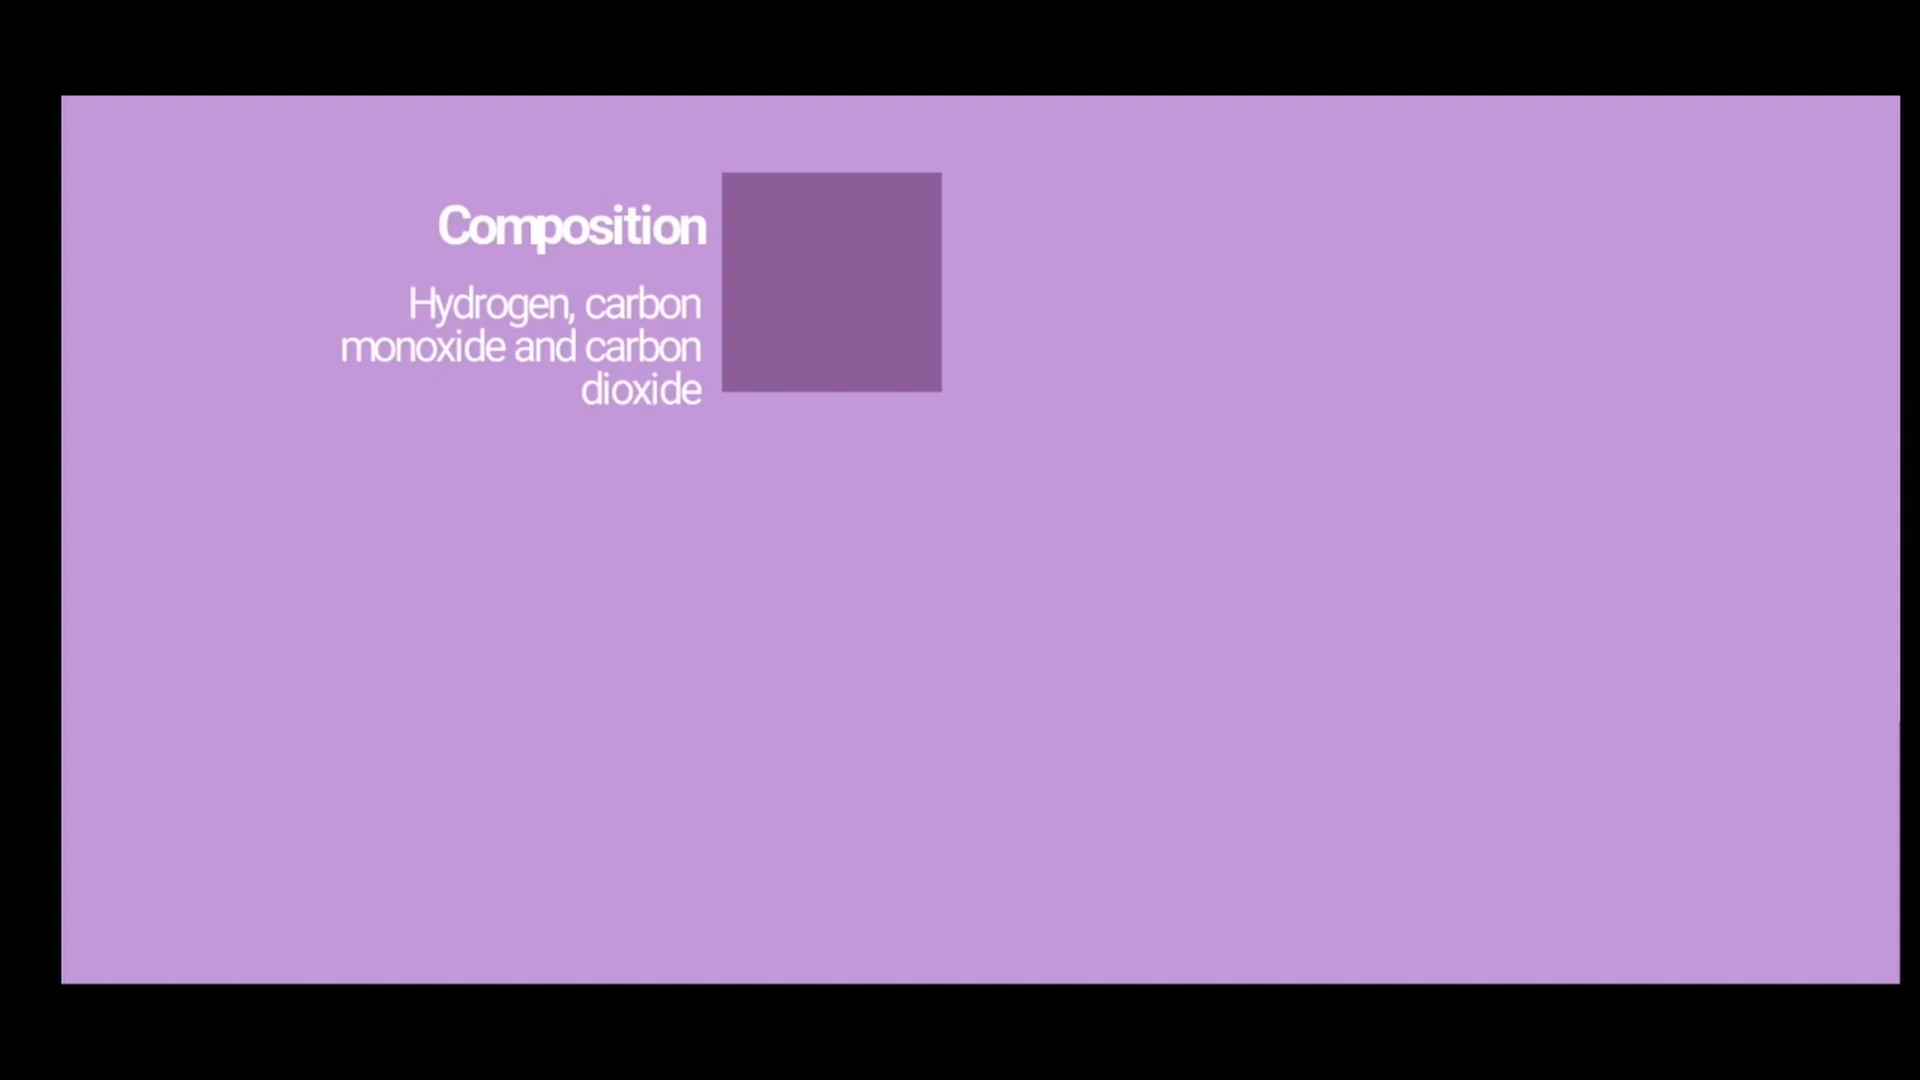 Composition
Hydrogen, carbon
monoxide and carbon
dioxide